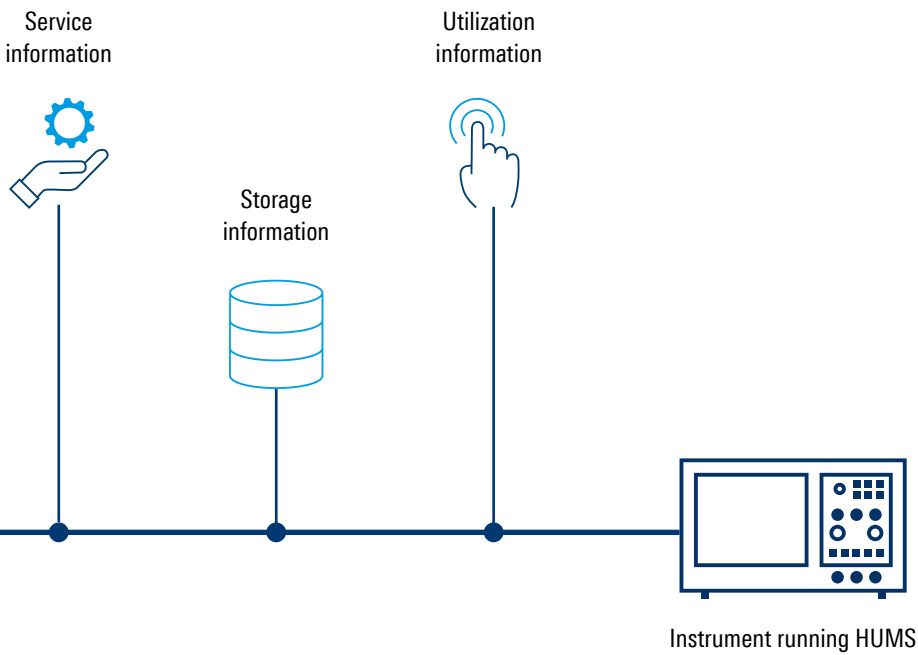 Service
information
Utilization
information
Storage
information
Instrument running HUMS